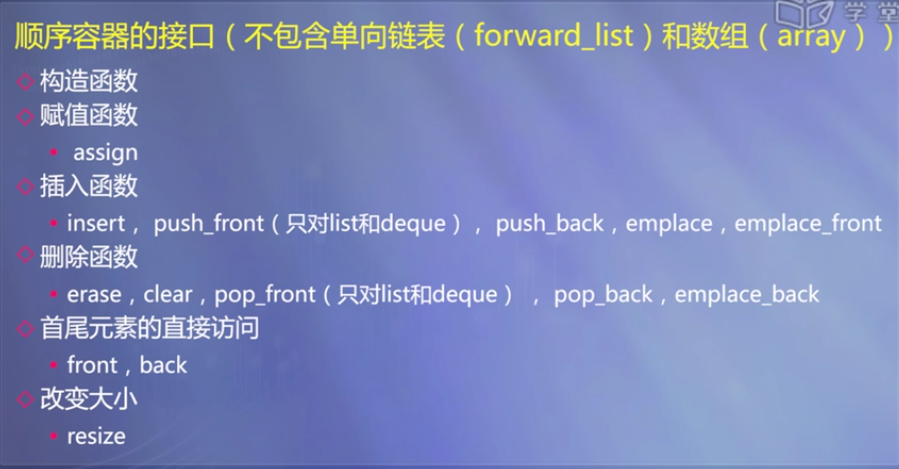 学堂
顺序容器的接口（不包含单向链表（forward_list）和数组（array））
构造函数
赋值函数
assign
插入函数
insert，push_front（只对list和deque），push_back，emplace，emplace_front
删除函数
erase，clear，pop_front（只对list和deque），pop_back，emplace_back
首尾元素的直接访问
front，back
改变大小
resize